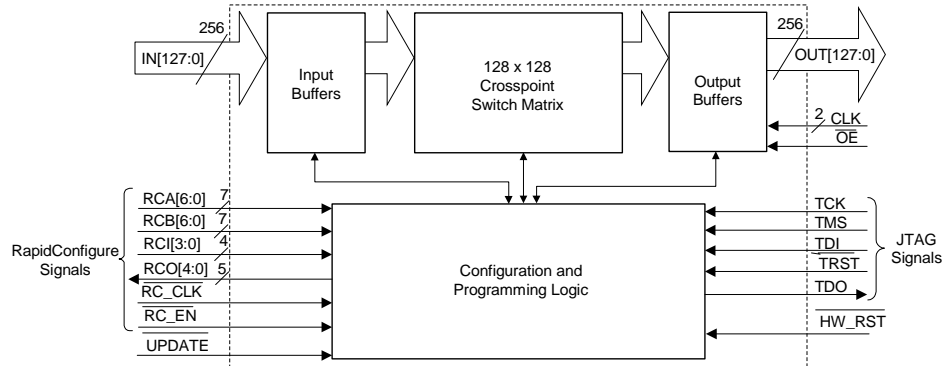 256
IN[127:0]
Input
Buffers
128 x 128
Crosspoint
Switch Matrix
Output
Buffers
256
OUT[127:0]
2 CLK
OE
RapidConfigure
Signals
RCA[6:0] 7
RCB[6:0] 7
RCI[3:0] 4
RCO[4:0] 5
RC_CLK
RC_EN
UPDATE
Configuration and
Programming Logic
TCK
TMS
TDI
TRST
TDO
HW_RST
JTAG
Signals